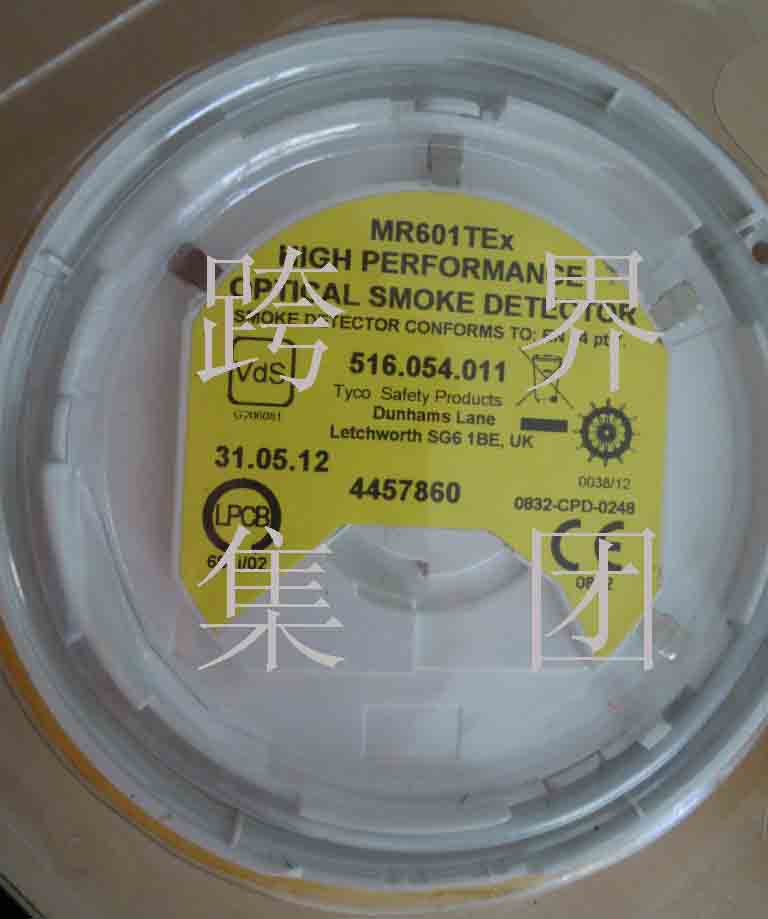 MR601TEx
HIGH PERFORMANCE
OPTICAL SMOKE DETECTOR
SMOKE DETECTOR CONFORMS TO:
跨 界
VdS
516.054.011
G206081
Tyco Safety Products
Dunhams Lane
Letchworth SG6 1BE, UK
31.05.12
0038/12
4457860
0832-CPD-0248
LPCB
CE
集 团